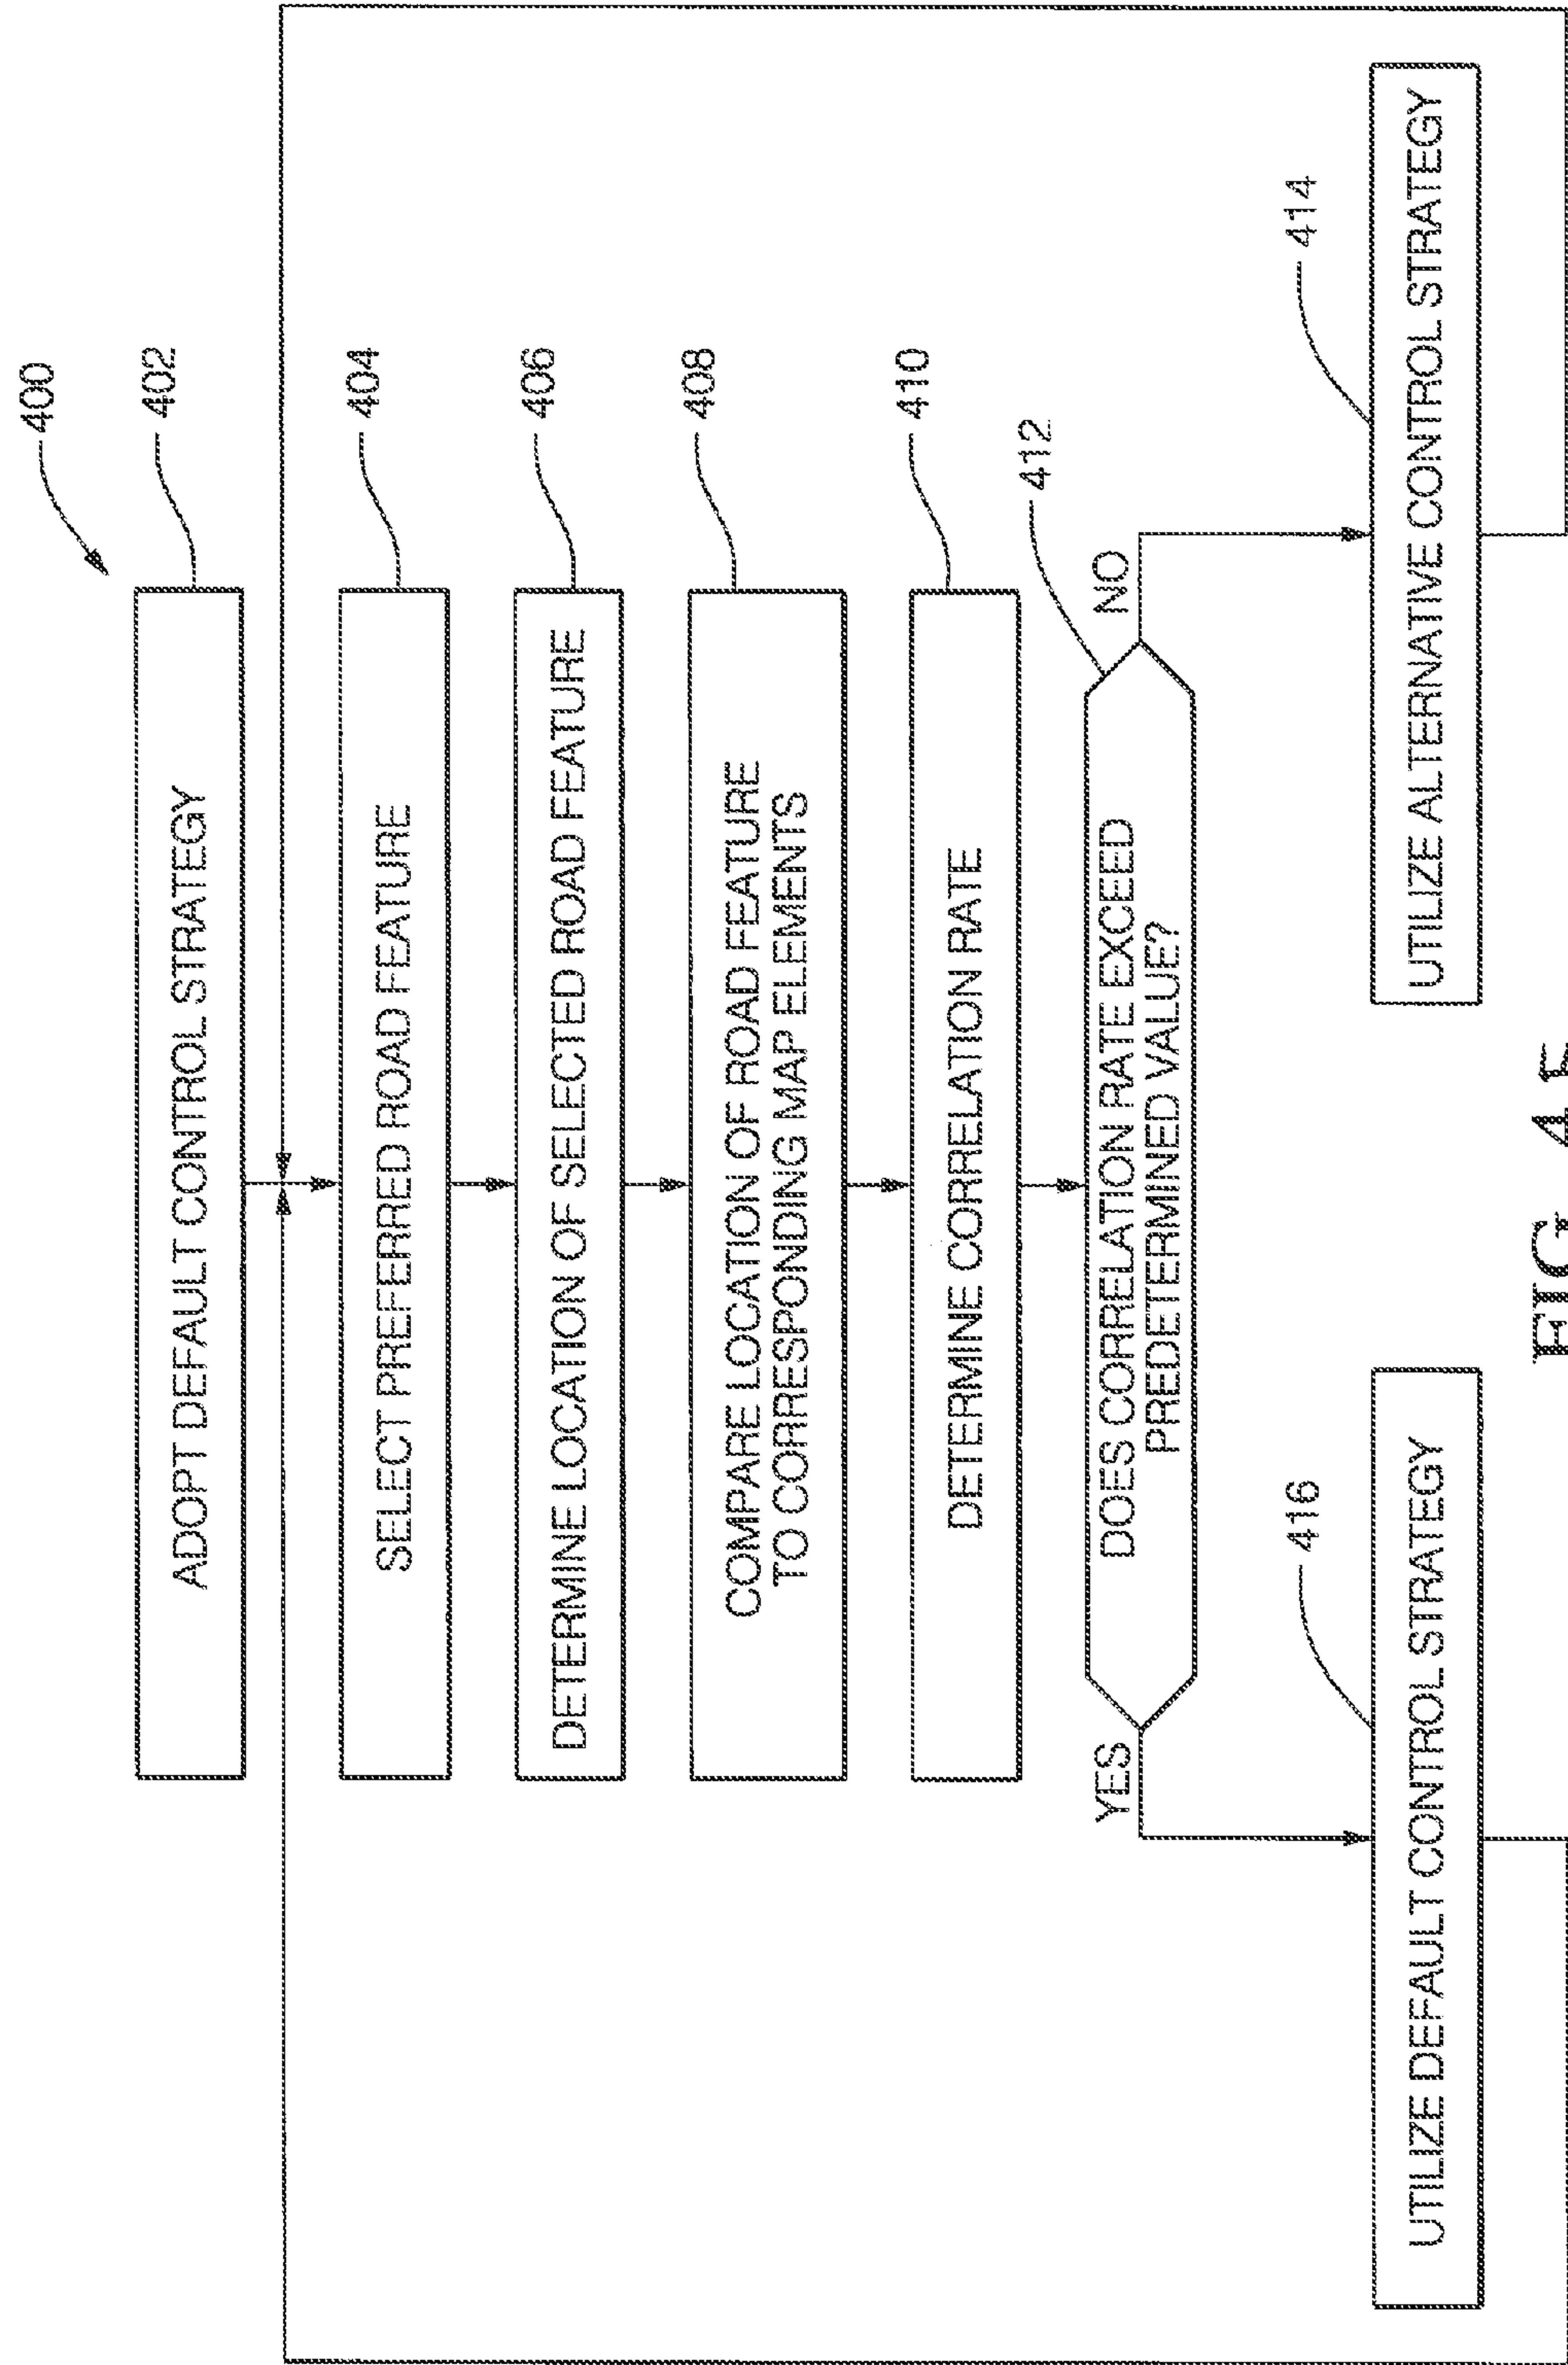 400
402
ADOPT DEFAULT CONTROL STRATEGY
404
SELECT PREFERRED ROAD FEATURE
406
DETERMINE LOCATION OF SELECTED ROAD FEATURE
408
COMPARE LOCATION OF ROAD FEATURE
TO CORRESPONDING MAP ELEMENTS
410
DETERMINE CORRELATION RATE
412
YES
DOES CORRELATION RATE EXCEED
PREDETERMINED VALUE?
NO
416
UTILIZE DEFAULT CONTROL STRATEGY
414
UTILIZE ALTERNATIVE CONTROL STRATEGY
FIG